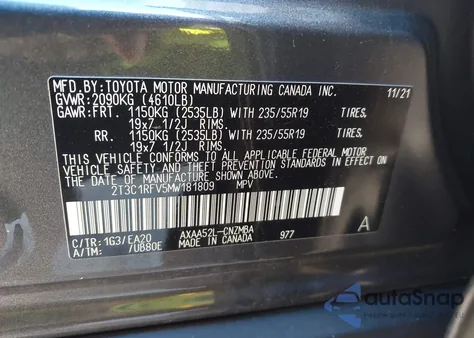 MFD.BY:TOYOTA MOTOR MANUFACTURING CANADA INC. 11/21
GVWR:2090KG (4610LB)
GAWR:FRT. 1150KG (2535LB) WITH 235/55R19 TIRES,
19x7 1/2J RIMS
RR. 1150KG (2535LB) WITH 235/55R19 TIRES,
19x7 1/2J RIMS
THIS VEHICLE CONFORMS TO ALL APPLICABLE FEDERAL MOTOR
VEHICLE SAFETY, BUMPER, AND THEFT PREVENTION STANDARDS IN
EFFECT ON THE DATE OF MANUFACTURE SHOWN ABOVE.
2T3C1RFV5MW181809 MPV
AXAA52L-CNZMBA A
C/TR:1G3/EA20 MADE IN CANADA 977
A/TM: /UB80E
autoSnap